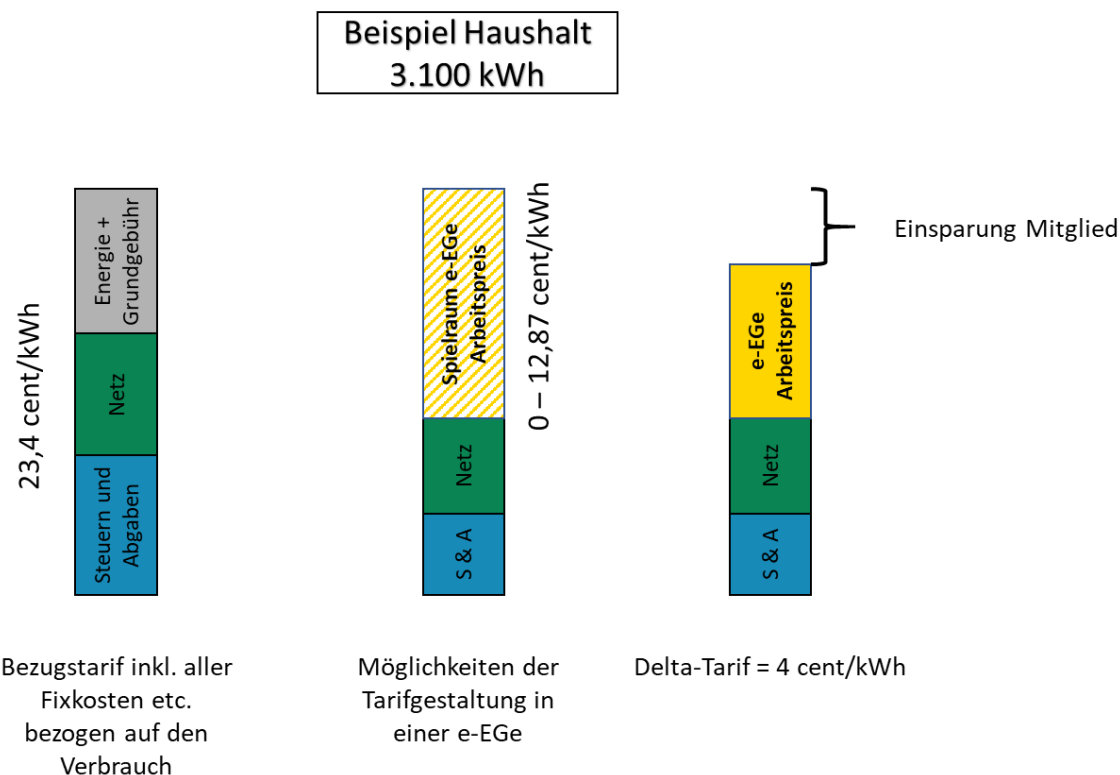 Beispiel Haushalt
3.100 kWh
23,4 cent/kWh
Energie +
Grundgebühr
Netz
Steuern und
Abgaben
Bezugstarif inkl. aller
Fixkosten etc.
bezogen auf den
Verbrauch
Spielraum e-EGe
Arbeitspreis
0 – 12,87 cent/kWh
Netz
S & A
Möglichkeiten der
Tarifgestaltung in
einer e-EGe
Einsparung Mitglied
e-EGe
Arbeitspreis
Netz
S & A
Delta-Tarif = 4 cent/kWh